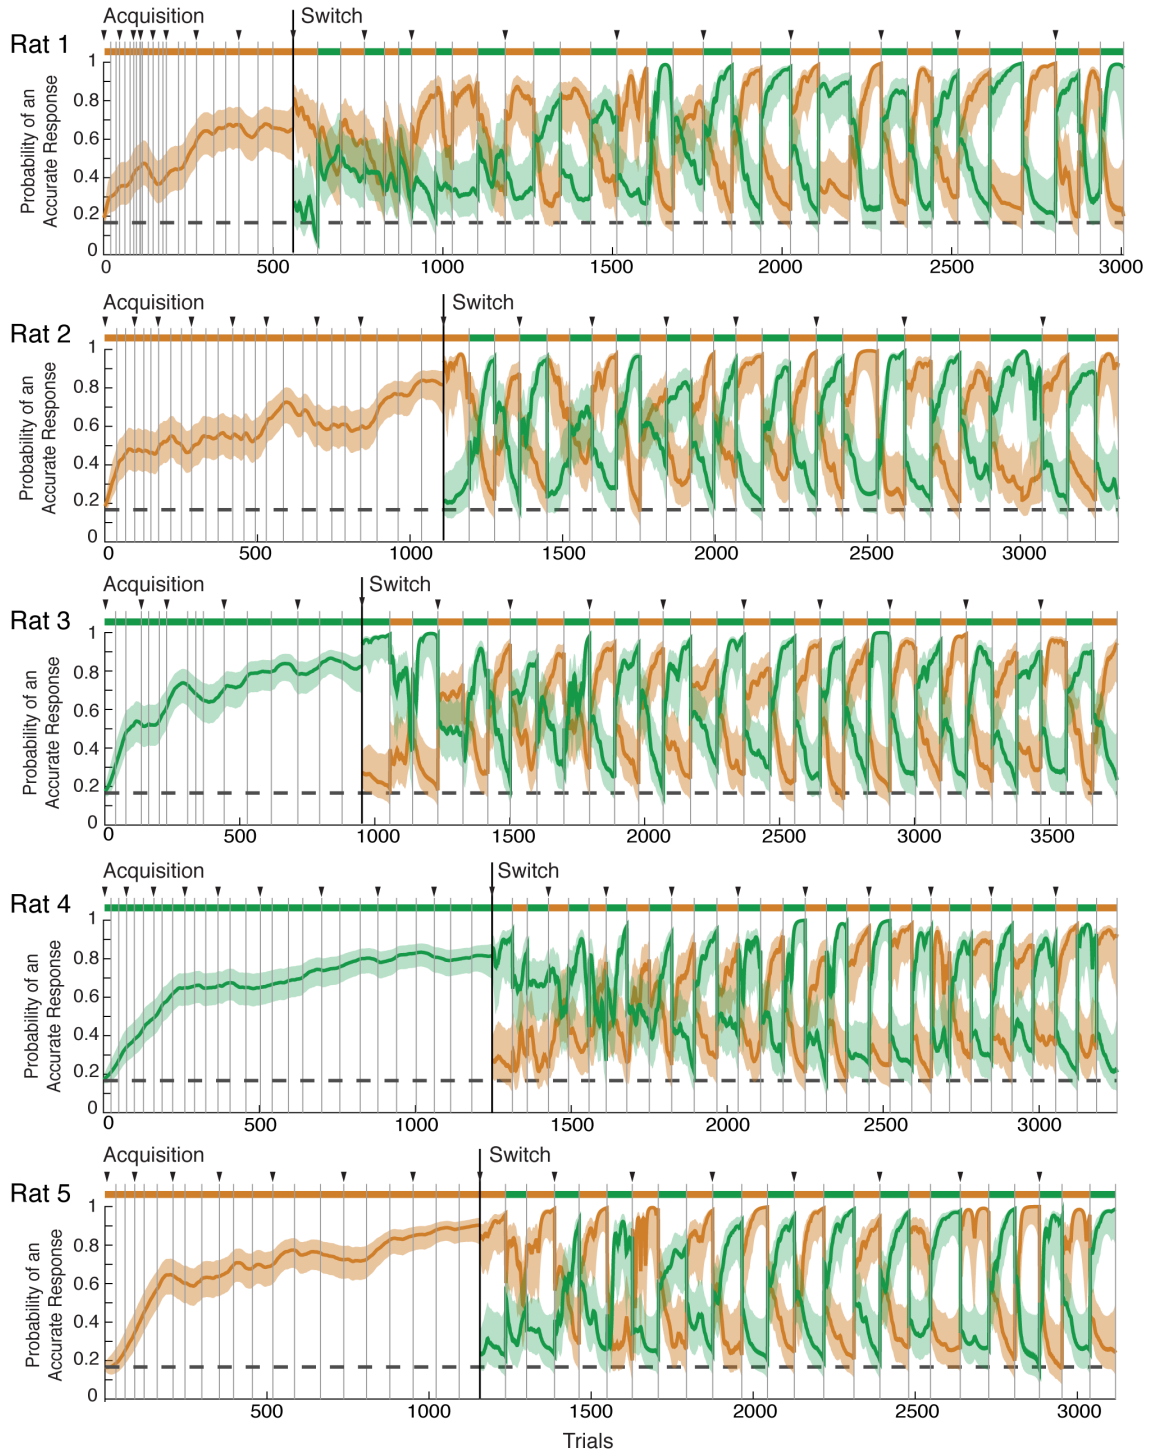 Acquisition Switch
Rat 1
Probability of an
Accurate Response
1
0.8
0.6
0.4
0.2
0
0 500 1000 1500 2000 2500 3000
Acquisition Switch
Rat 2
Probability of an
Accurate Response
1
0.8
0.6
0.4
0.2
0
0 500 1000 1500 2000 2500 3000
Acquisition Switch
Rat 3
Probability of an
Accurate Response
1
0.8
0.6
0.4
0.2
0
0 500 1000 1500 2000 2500 3000 3500
Acquisition Switch
Rat 4
Probability of an
Accurate Response
1
0.8
0.6
0.4
0.2
0
0 500 1000 1500 2000 2500 3000
Acquisition Switch
Rat 5
Probability of an
Accurate Response
1
0.8
0.6
0.4
0.2
0
500 1000 1500 2000 2500 3000
Trials